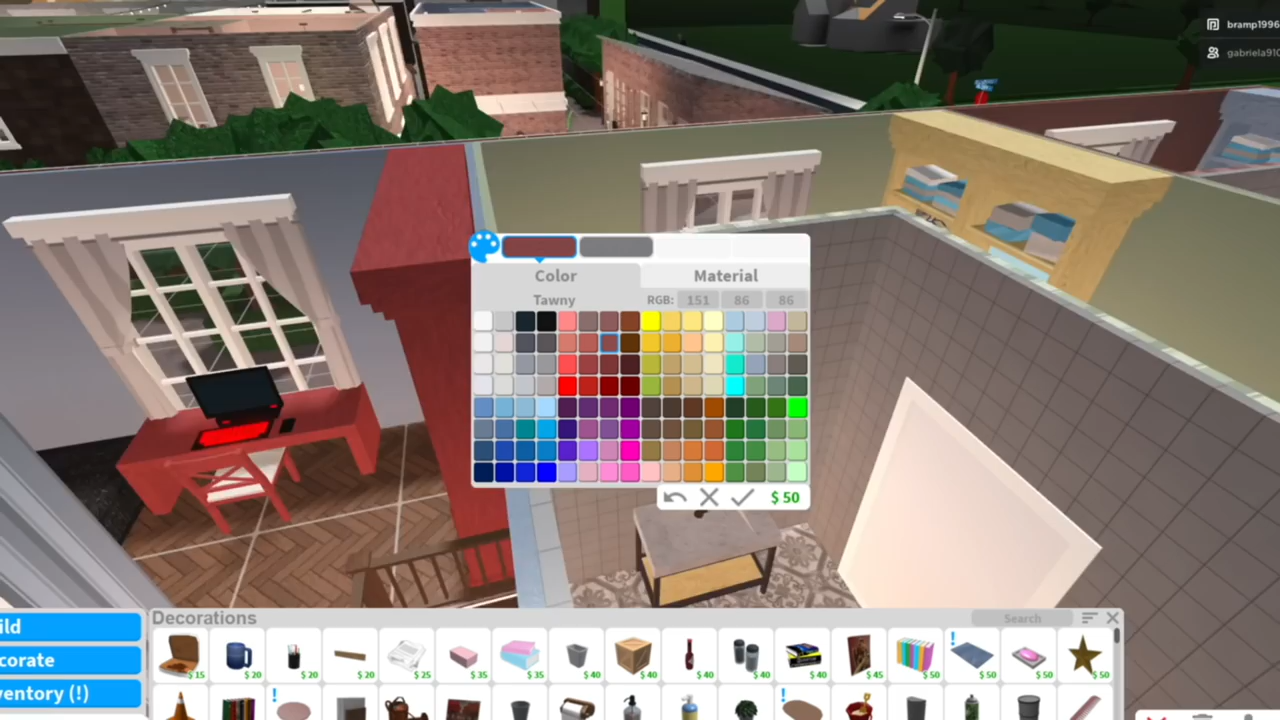 bramp1996
gabriela910
Color
Material
Tawny
RGB: 151 86 86
$ 50
ild
corate
ventory (!)
Decorations
Search
$ 15
$ 20
$ 20
$ 20
$ 25
$ 35
$ 35
$ 40
$ 40
$ 40
$ 40
$ 40
$ 45
$ 50
$ 50
$ 50
$ 50